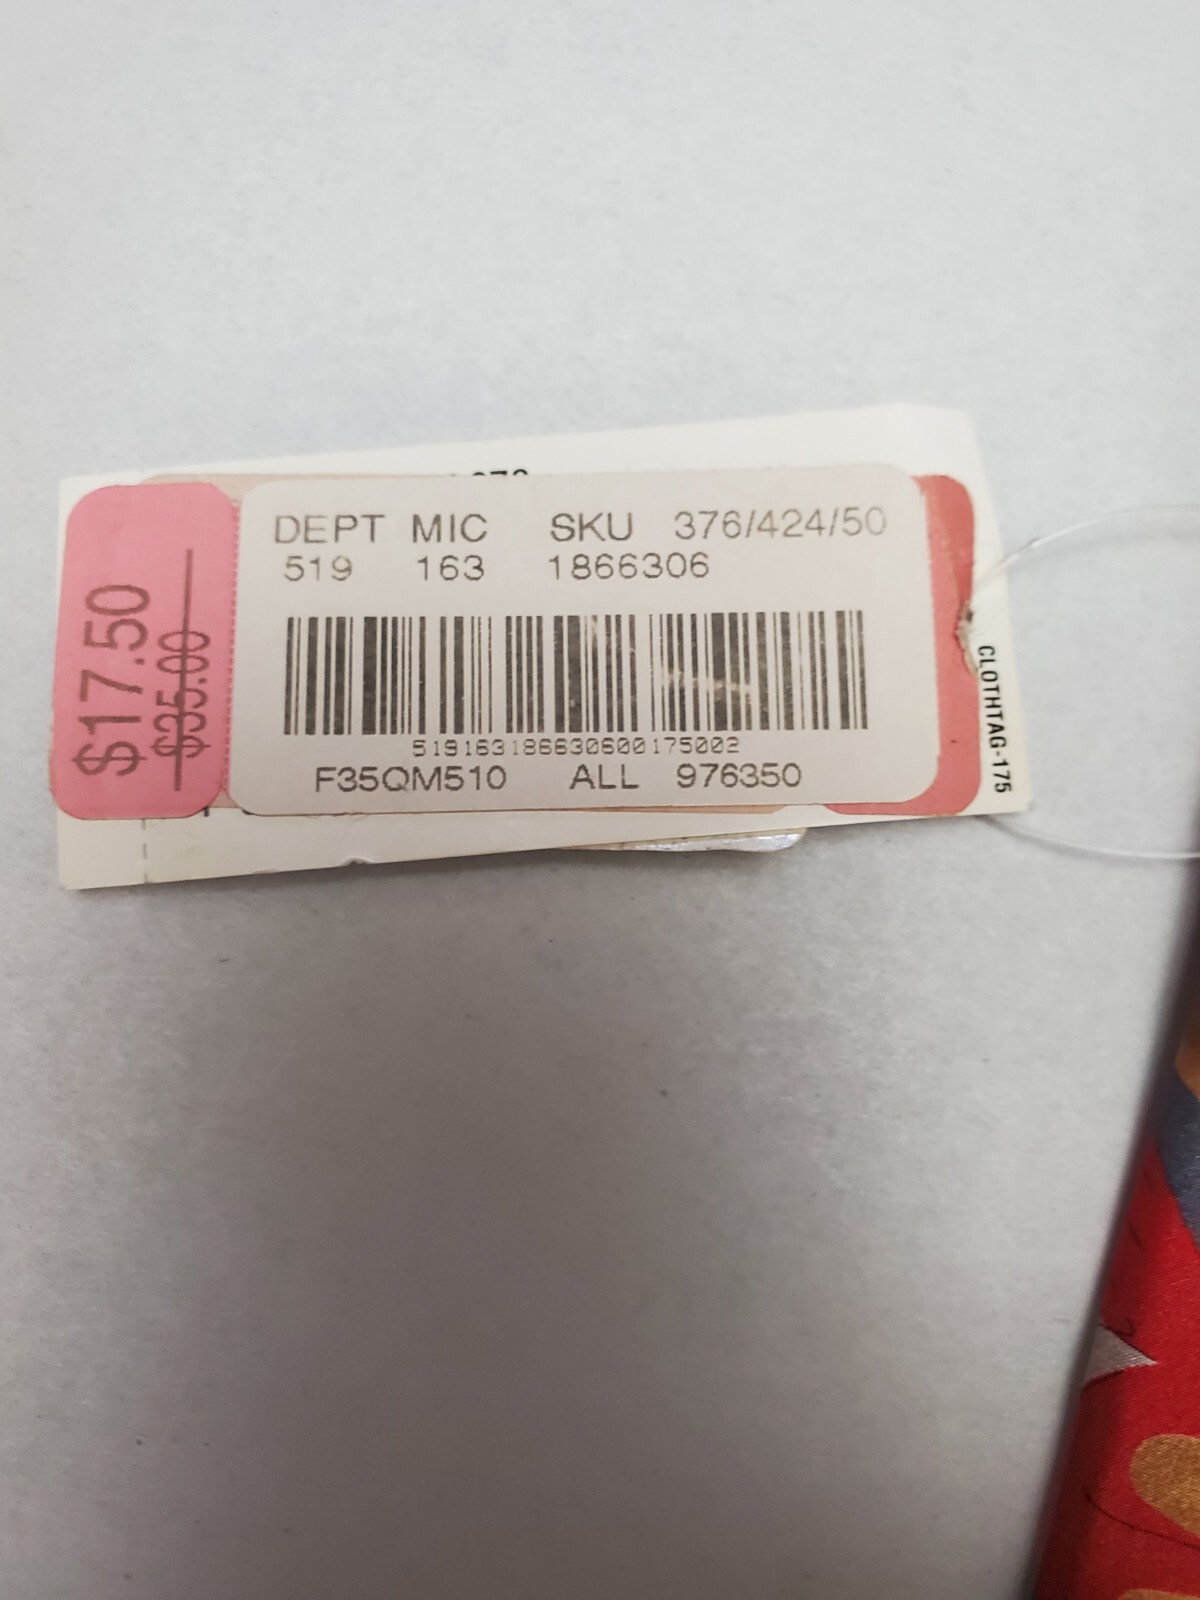 DEPT MIC SKU 376/424/50
519 163 1866306
519163186630600175002
F35QM510 ALL 976350
$17.50
$35.00
CLOTHTAG-175